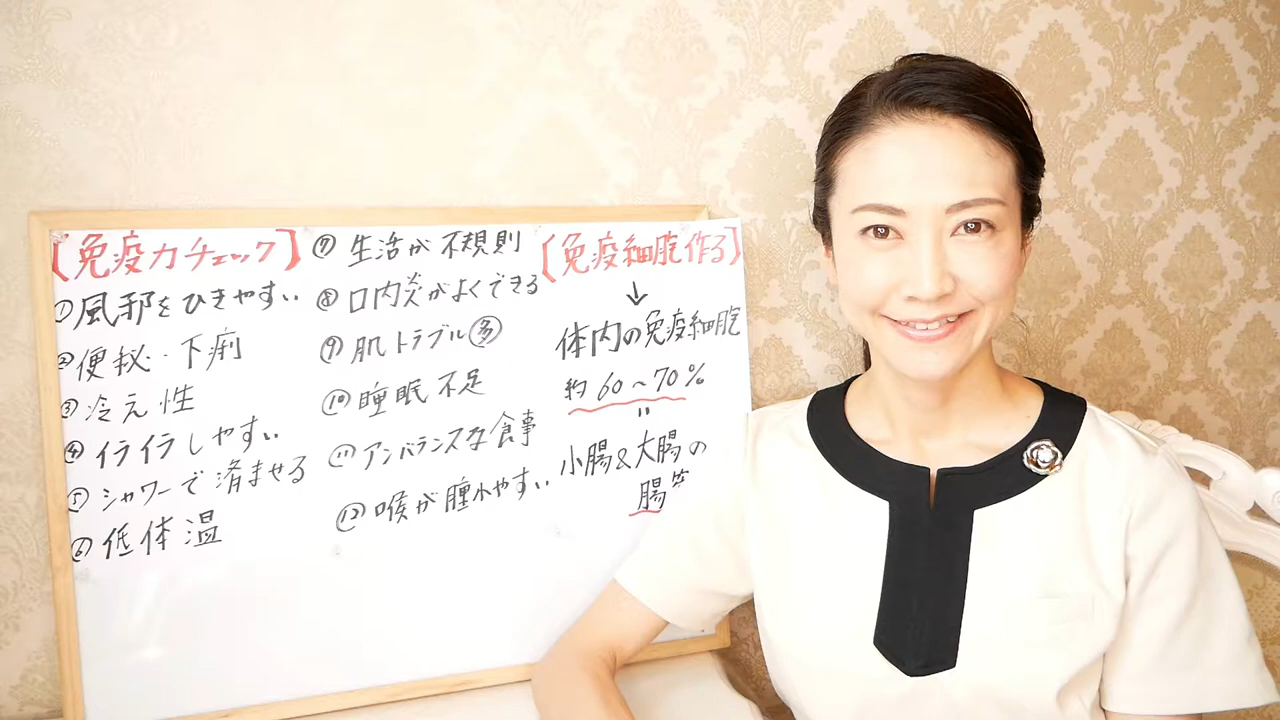 【免疫力チェック】
①風邪をひきやすい
②便秘・下痢
③冷え性
④イライラしやすい
⑤シャワーで済ませる
⑥低体温
⑦生活が不規則
⑧口内炎がよくできる
⑨肌トラブル多
⑩睡眠不足
⑪アンバランスな食事
⑫喉が腫れやすい
【免疫細胞作る】
↓
体内の免疫細胞
約60〜70%
=
小腸&大腸の
腸